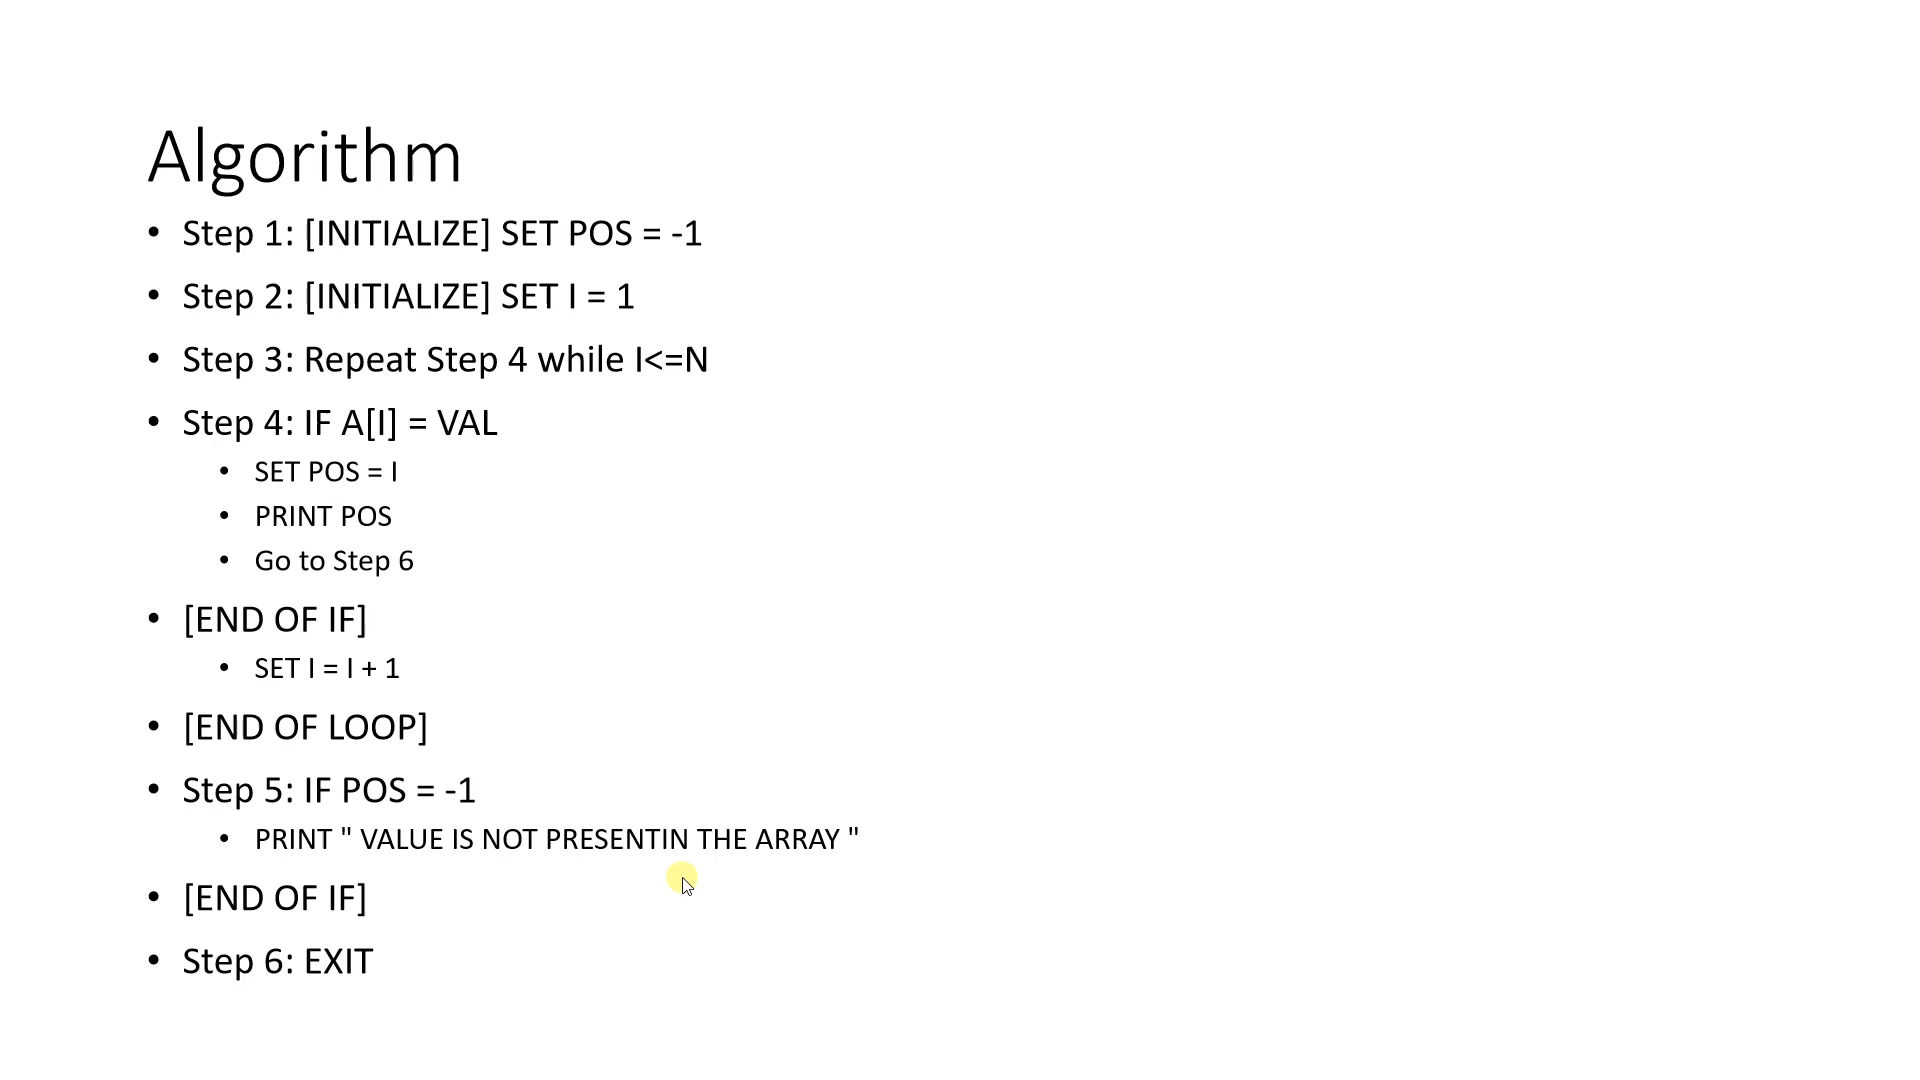 Algorithm
• Step 1: [INITIALIZE] SET POS = -1
• Step 2: [INITIALIZE] SET I = 1
• Step 3: Repeat Step 4 while I<=N
• Step 4: IF A[I] = VAL
• SET POS = I
• PRINT POS
• Go to Step 6
• [END OF IF]
• SET I = I + 1
• [END OF LOOP]
• Step 5: IF POS = -1
• PRINT " VALUE IS NOT PRESENTIN THE ARRAY "
• [END OF IF]
• Step 6: EXIT